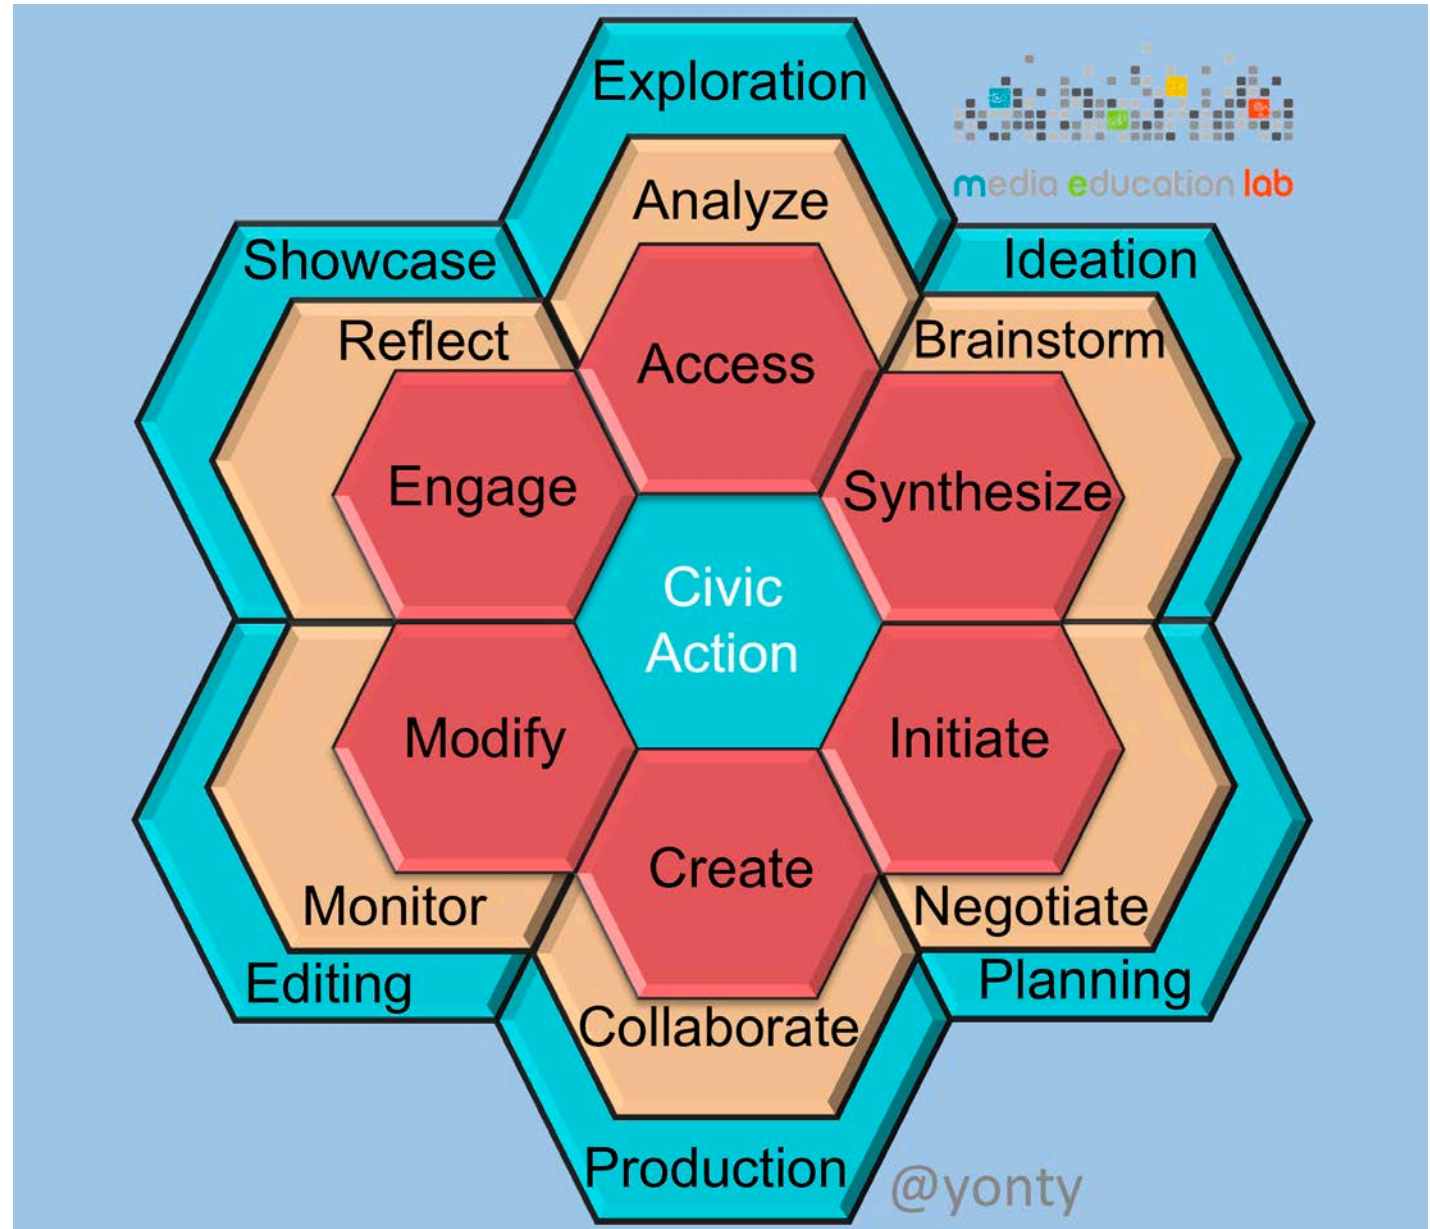 Exploration
media education lab
Analyze
Showcase
Ideation
Reflect
Brainstorm
Access
Engage
Synthesize
Civic
Action
Modify
Initiate
Create
Monitor
Negotiate
Editing
Planning
Collaborate
Production
@yonty